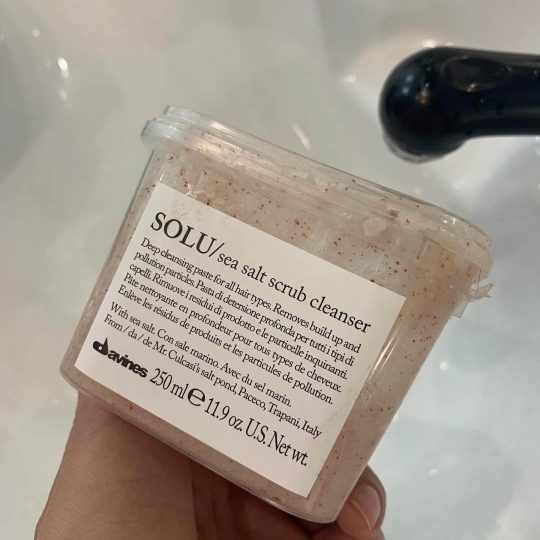 SOLU/sea salt scrub cleanser
Deep cleansing paste for all hair types. Removes build up and
pollution particles. Pasta di detersione profonda per tutti i tipi di
capelli. Rimuove i residui di prodotto e le particelle inquinanti.
Pâte nettoyante en profondeur pour tous types de cheveux.
Enlève les résidus de produits et les particules de pollution.
With sea salt. Con sale marino. Avec du sel marin.
From / da / de Mr. Culcasi's salt pond, Paceco, Trapani, Italy
davines 250 ml ℮ 11.9 oz. U.S. Net wt.